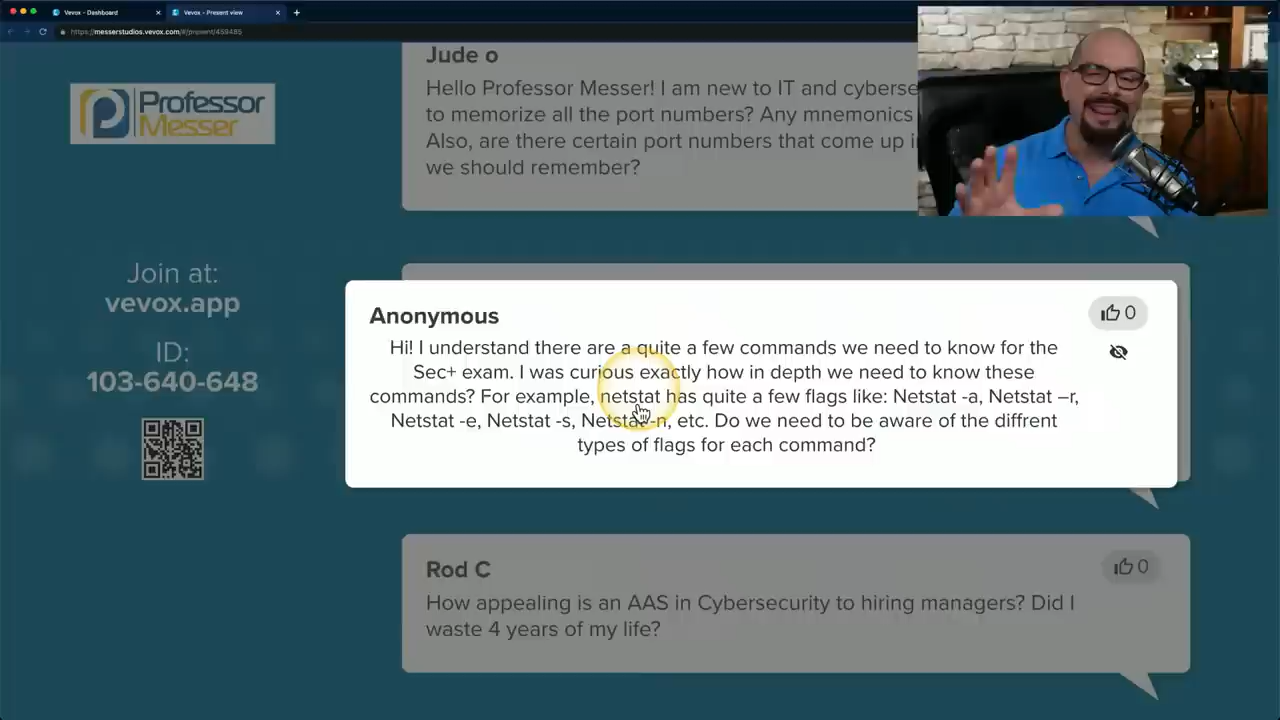 Vevox - Dashboard
Vevox - Present view
https://messerstudios.vevox.com/#/present/459485
Professor
Messer
Join at:
vevox.app
ID:
103-640-648
Jude o
Hello Professor Messer! I am new to IT and cyberse
to memorize all the port numbers? Any mnemonics
Also, are there certain port numbers that come up i
we should remember?
Anonymous
0
Hi! I understand there are a quite a few commands we need to know for the
Sec+ exam. I was curious exactly how in depth we need to know these
commands? For example, netstat has quite a few flags like: Netstat -a, Netstat –r,
Netstat -e, Netstat -s, Netstat -n, etc. Do we need to be aware of the diffrent
types of flags for each command?
Rod C
0
How appealing is an AAS in Cybersecurity to hiring managers? Did I
waste 4 years of my life?